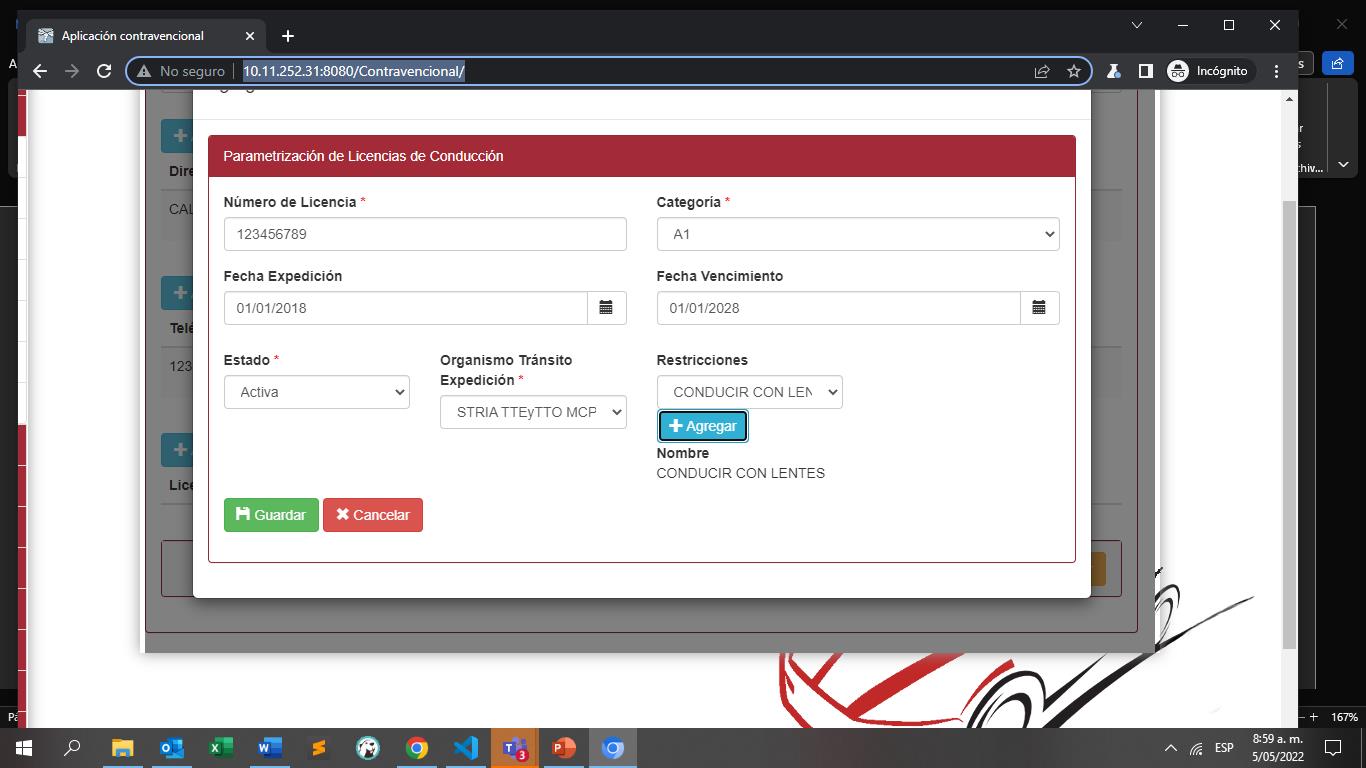 Aplicación contravencional
No seguro
10.11.252.31:8080/Contravencional/
Incógnito
Parametrización de Licencias de Conducción
Número de Licencia *
Categoría *
123456789
A1
Fecha Expedición
Fecha Vencimiento
01/01/2018
01/01/2028
Estado *
Organismo Tránsito
Expedición *
Restricciones
Activa
STRIA TTEyTTO MCP
CONDUCIR CON LEN
Agregar
Nombre
CONDUCIR CON LENTES
Guardar
Cancelar
Dire
CAL
Telé
123
Lice
167%
3
ESP
8:59 a. m.
5/05/2022